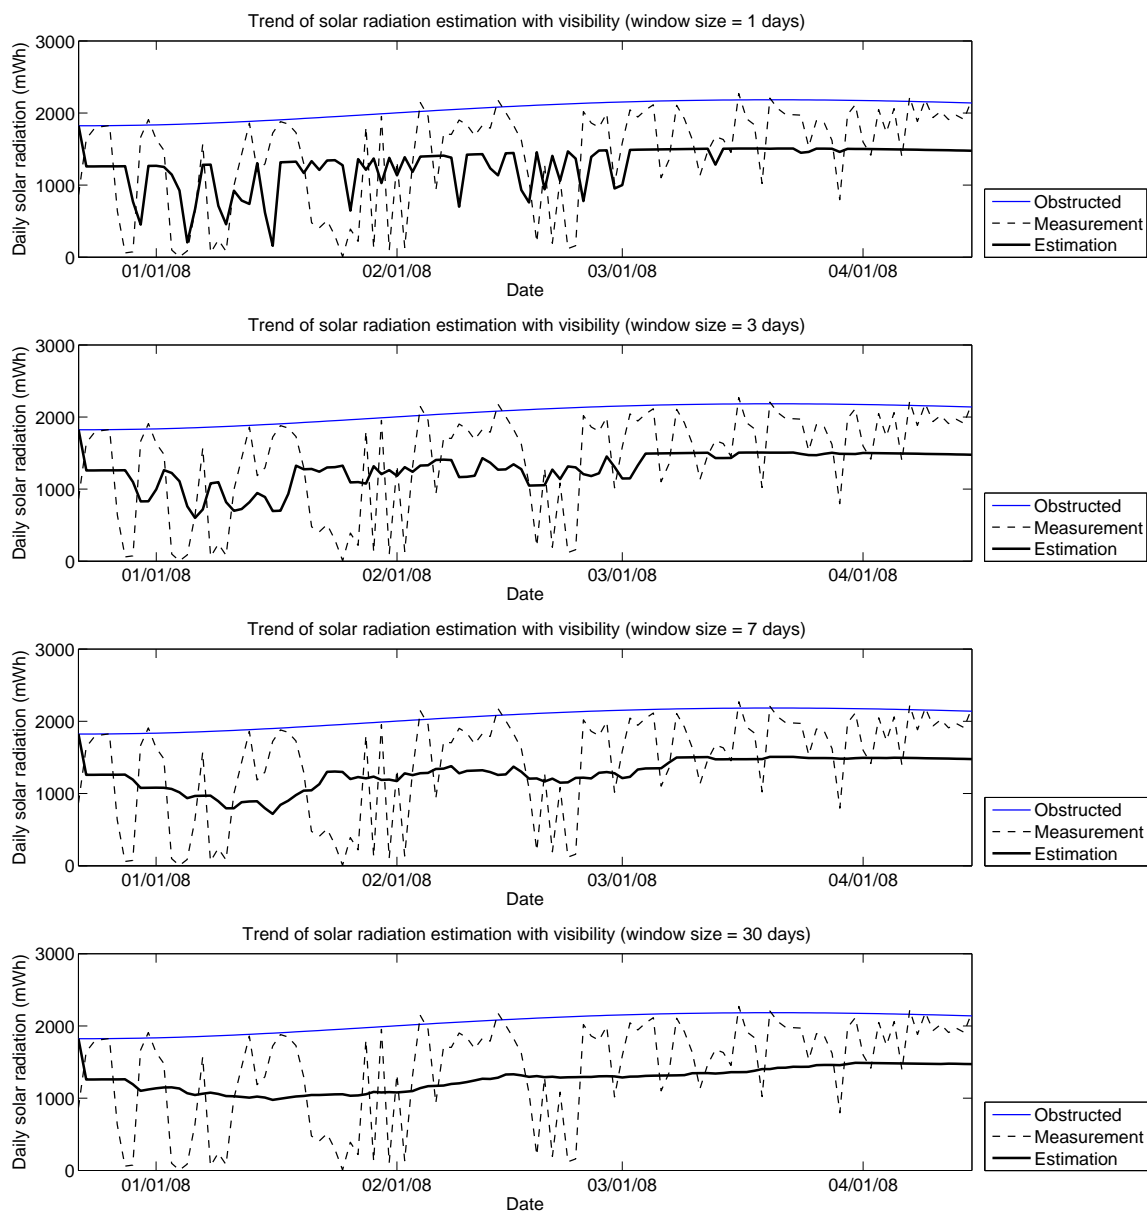 Trend of solar radiation estimation with visibility (window size = 1 days)
Daily solar radiation (mWh)
3000
2000
1000
0
01/01/08 02/01/08 03/01/08 04/01/08
Date
Obstructed
Measurement
Estimation
Trend of solar radiation estimation with visibility (window size = 3 days)
Daily solar radiation (mWh)
3000
2000
1000
0
01/01/08 02/01/08 03/01/08 04/01/08
Date
Obstructed
Measurement
Estimation
Trend of solar radiation estimation with visibility (window size = 7 days)
Daily solar radiation (mWh)
3000
2000
1000
0
01/01/08 02/01/08 03/01/08 04/01/08
Date
Obstructed
Measurement
Estimation
Trend of solar radiation estimation with visibility (window size = 30 days)
Daily solar radiation (mWh)
3000
2000
1000
0
01/01/08 02/01/08 03/01/08 04/01/08
Date
Obstructed
Measurement
Estimation